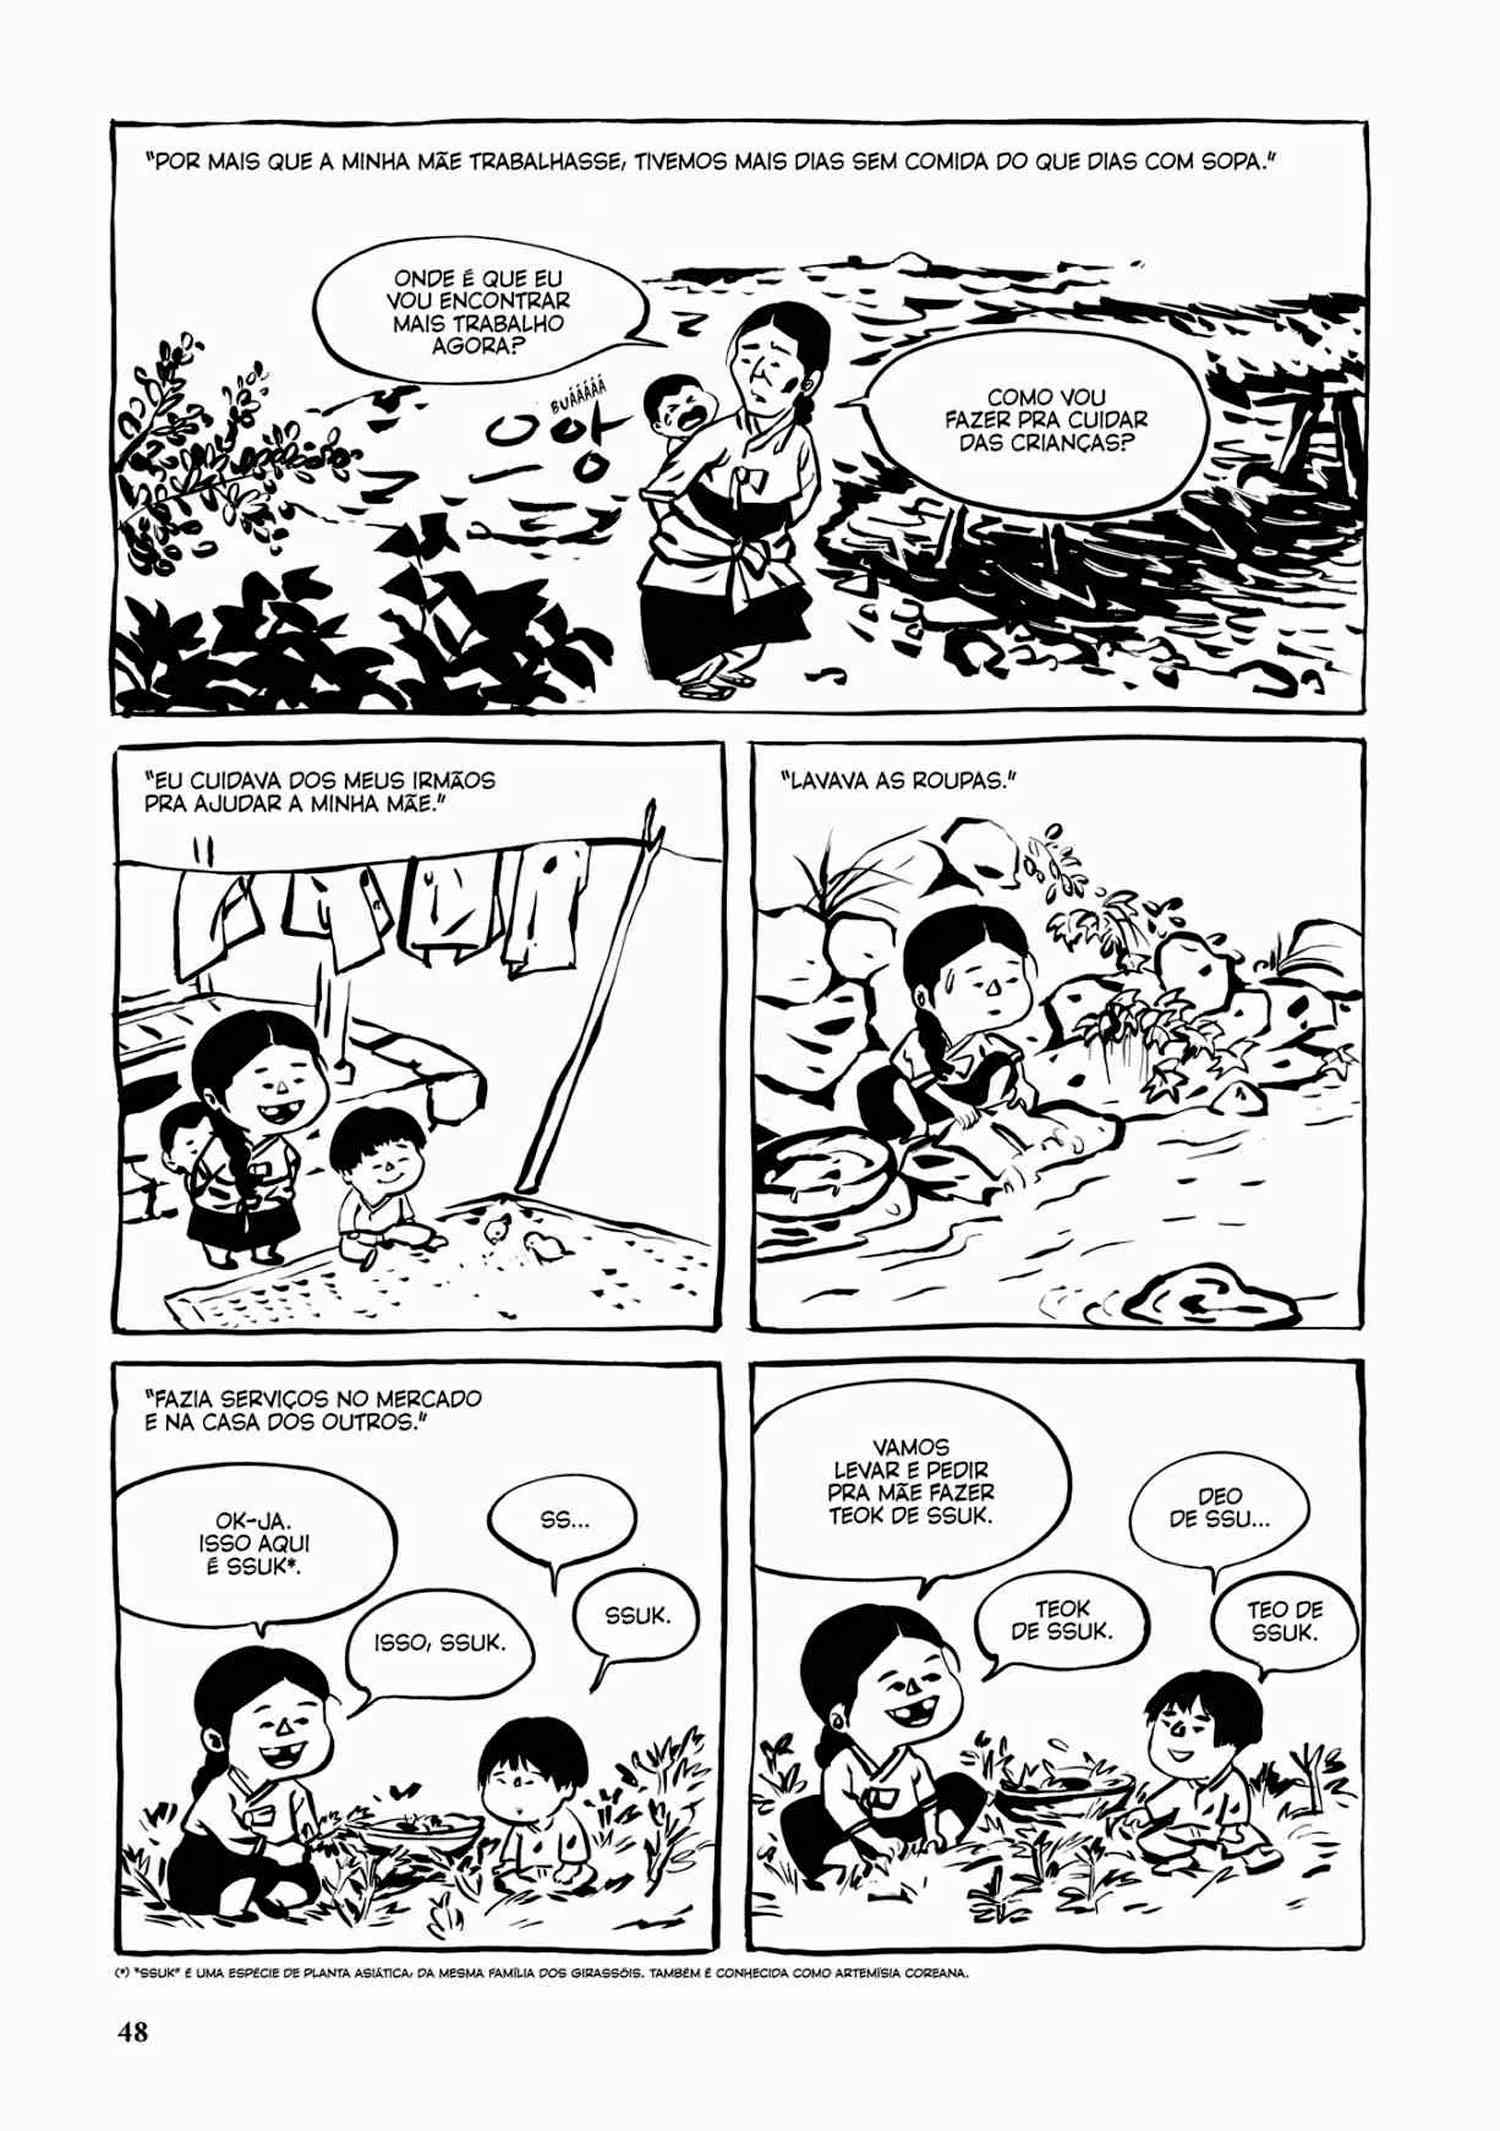 "POR MAIS QUE A MINHA MÃE TRABALHASSE, TIVEMOS MAIS DIAS SEM COMIDA DO QUE DIAS COM SOPA."
ONDE É QUE EU
VOU ENCONTRAR
MAIS TRABALHO
AGORA?
BUÁÁÁÁÁ
으앙
COMO VOU
FAZER PRA CUIDAR
DAS CRIANÇAS?
"EU CUIDAVA DOS MEUS IRMÃOS
PRA AJUDAR A MINHA MÃE."
"LAVAVA AS ROUPAS."
"FAZIA SERVIÇOS NO MERCADO
E NA CASA DOS OUTROS."
OK-JA.
ISSO AQUI
É SSUK*.
SS...
ISSO, SSUK.
SSUK.
VAMOS
LEVAR E PEDIR
PRA MÃE FAZER
TEOK DE SSUK.
DEO
DE SSU...
TEOK
DE SSUK.
TEO DE
SSUK.
(*) "SSUK" É UMA ESPÉCIE DE PLANTA ASIÁTICA, DA MESMA FAMÍLIA DOS GIRASSÓIS. TAMBÉM É CONHECIDA COMO ARTEMÍSIA COREANA.
48